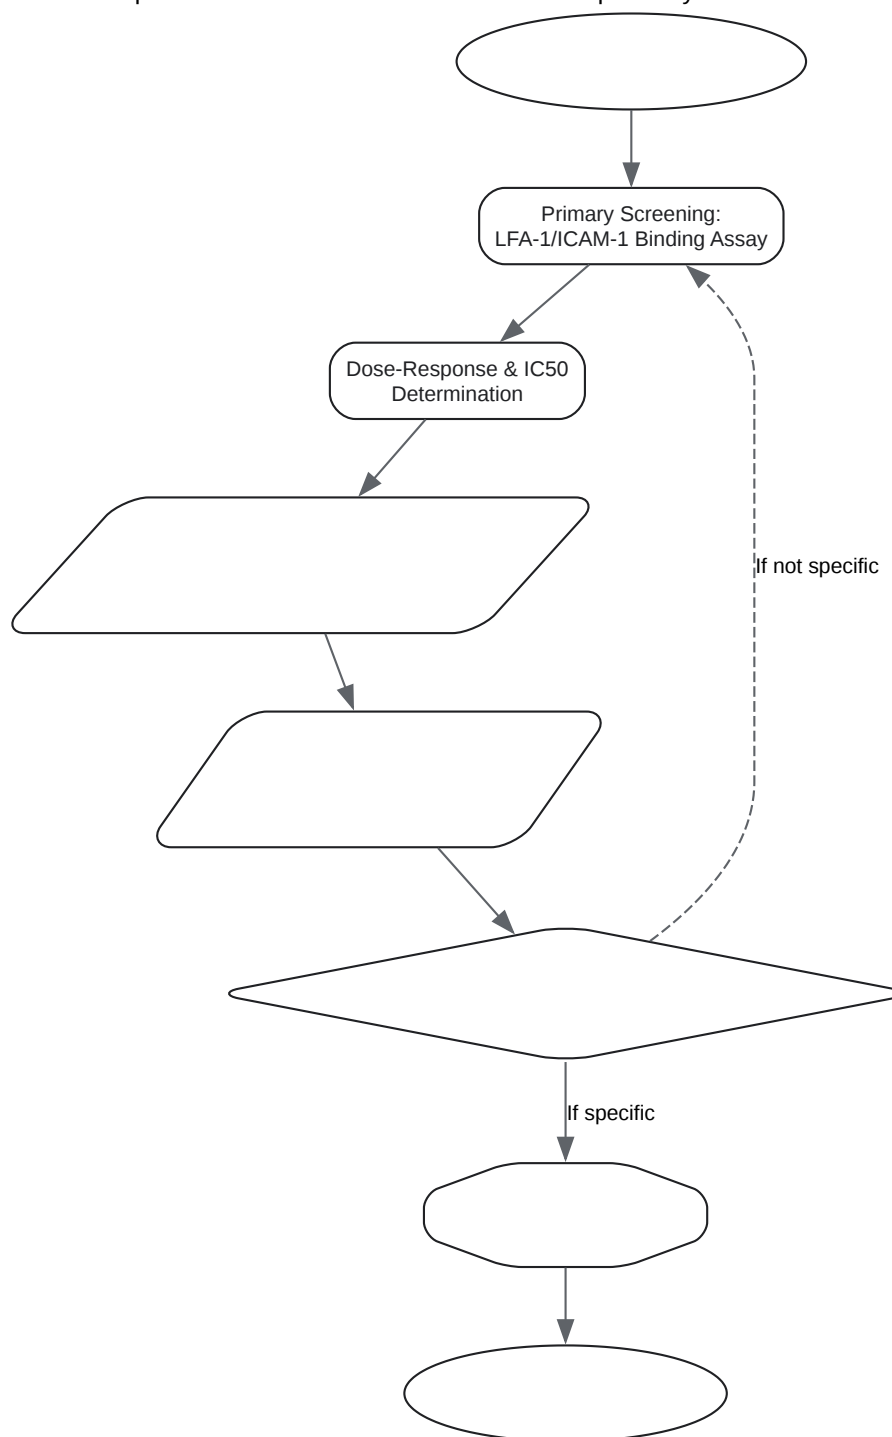 Primary Screening:
LFA-1/ICAM-1 Binding Assay
Dose-Response & IC50
Determination
If not specific
If specific